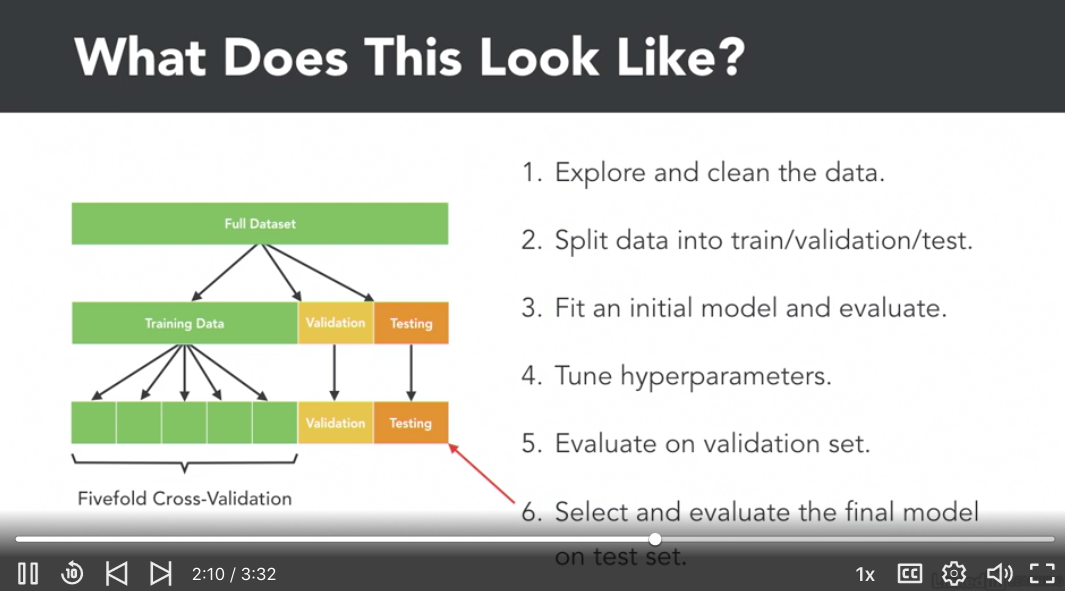 What Does This Look Like?
Full Dataset
Training Data
Validation
Testing
Validation
Testing
Fivefold Cross-Validation
1. Explore and clean the data.
2. Split data into train/validation/test.
3. Fit an initial model and evaluate.
4. Tune hyperparameters.
5. Evaluate on validation set.
6. Select and evaluate the final model
on test set.
10
2:10 / 3:32
1x
CC